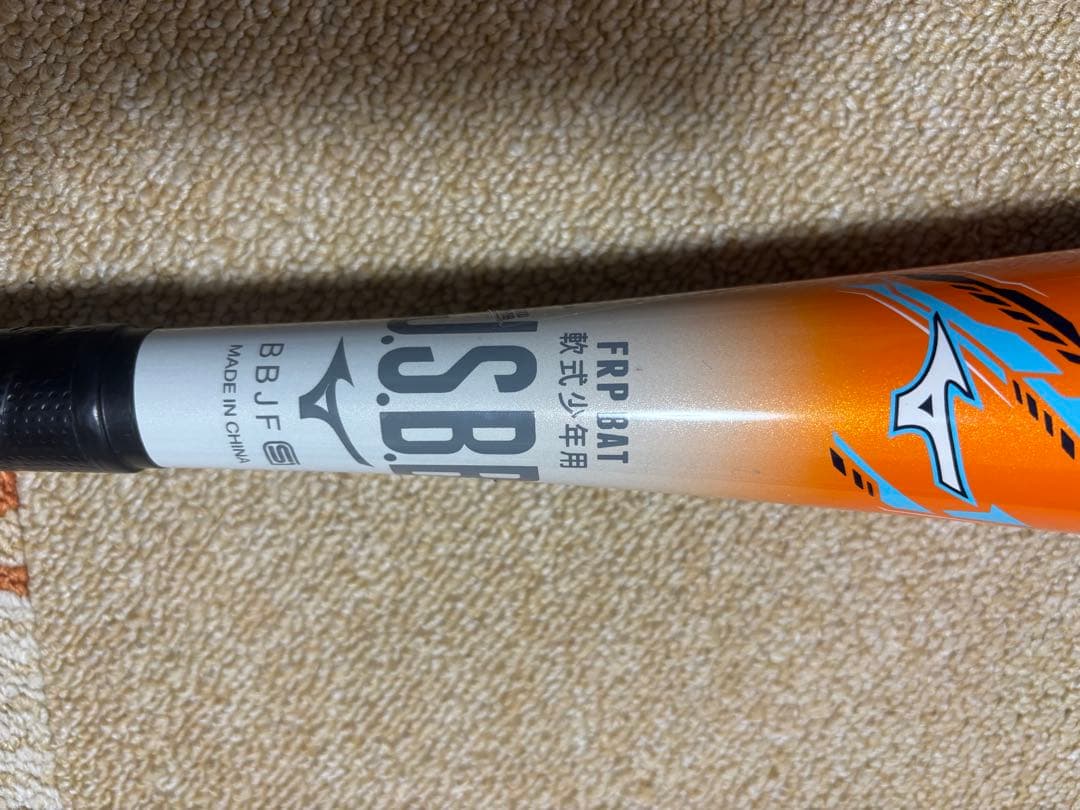 FRP BAT
軟式少年用
J.S.B.B
BBJF S
MADE IN CHINA